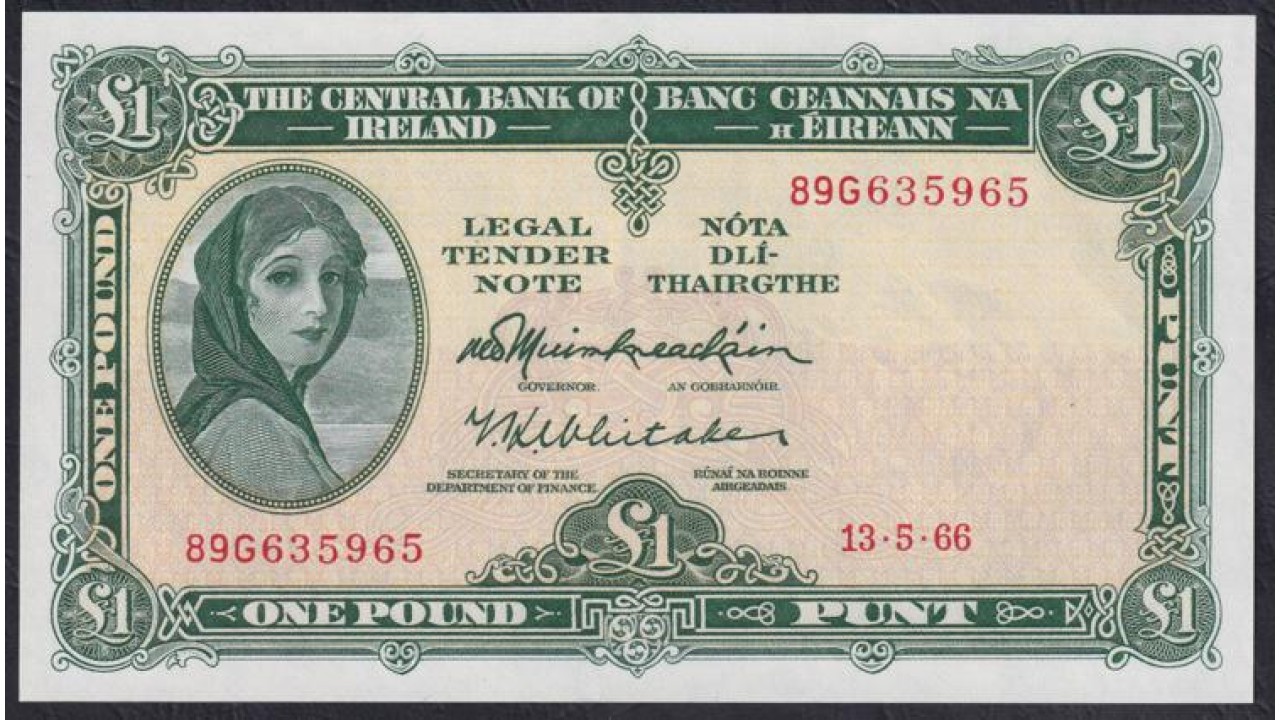 £1
THE CENTRAL BANK OF
IRELAND
BANC CEANNAIS NA
H ÉIREANN
£1
89G635965
LEGAL
TENDER
NOTE
NÓTA
DLÍ-
THAIRGTHE
ONE POUND
PUNT
M Ó Muimhneacháin
GOVERNOR.
AN GOBHARNÓIR.
T.K. Whitaker
SECRETARY OF THE
DEPARTMENT OF FINANCE
RÚNAÍ NA ROINNE
AIRGEADAIS
89G635965
£1
13·5·66
£1
ONE POUND
PUNT
£1